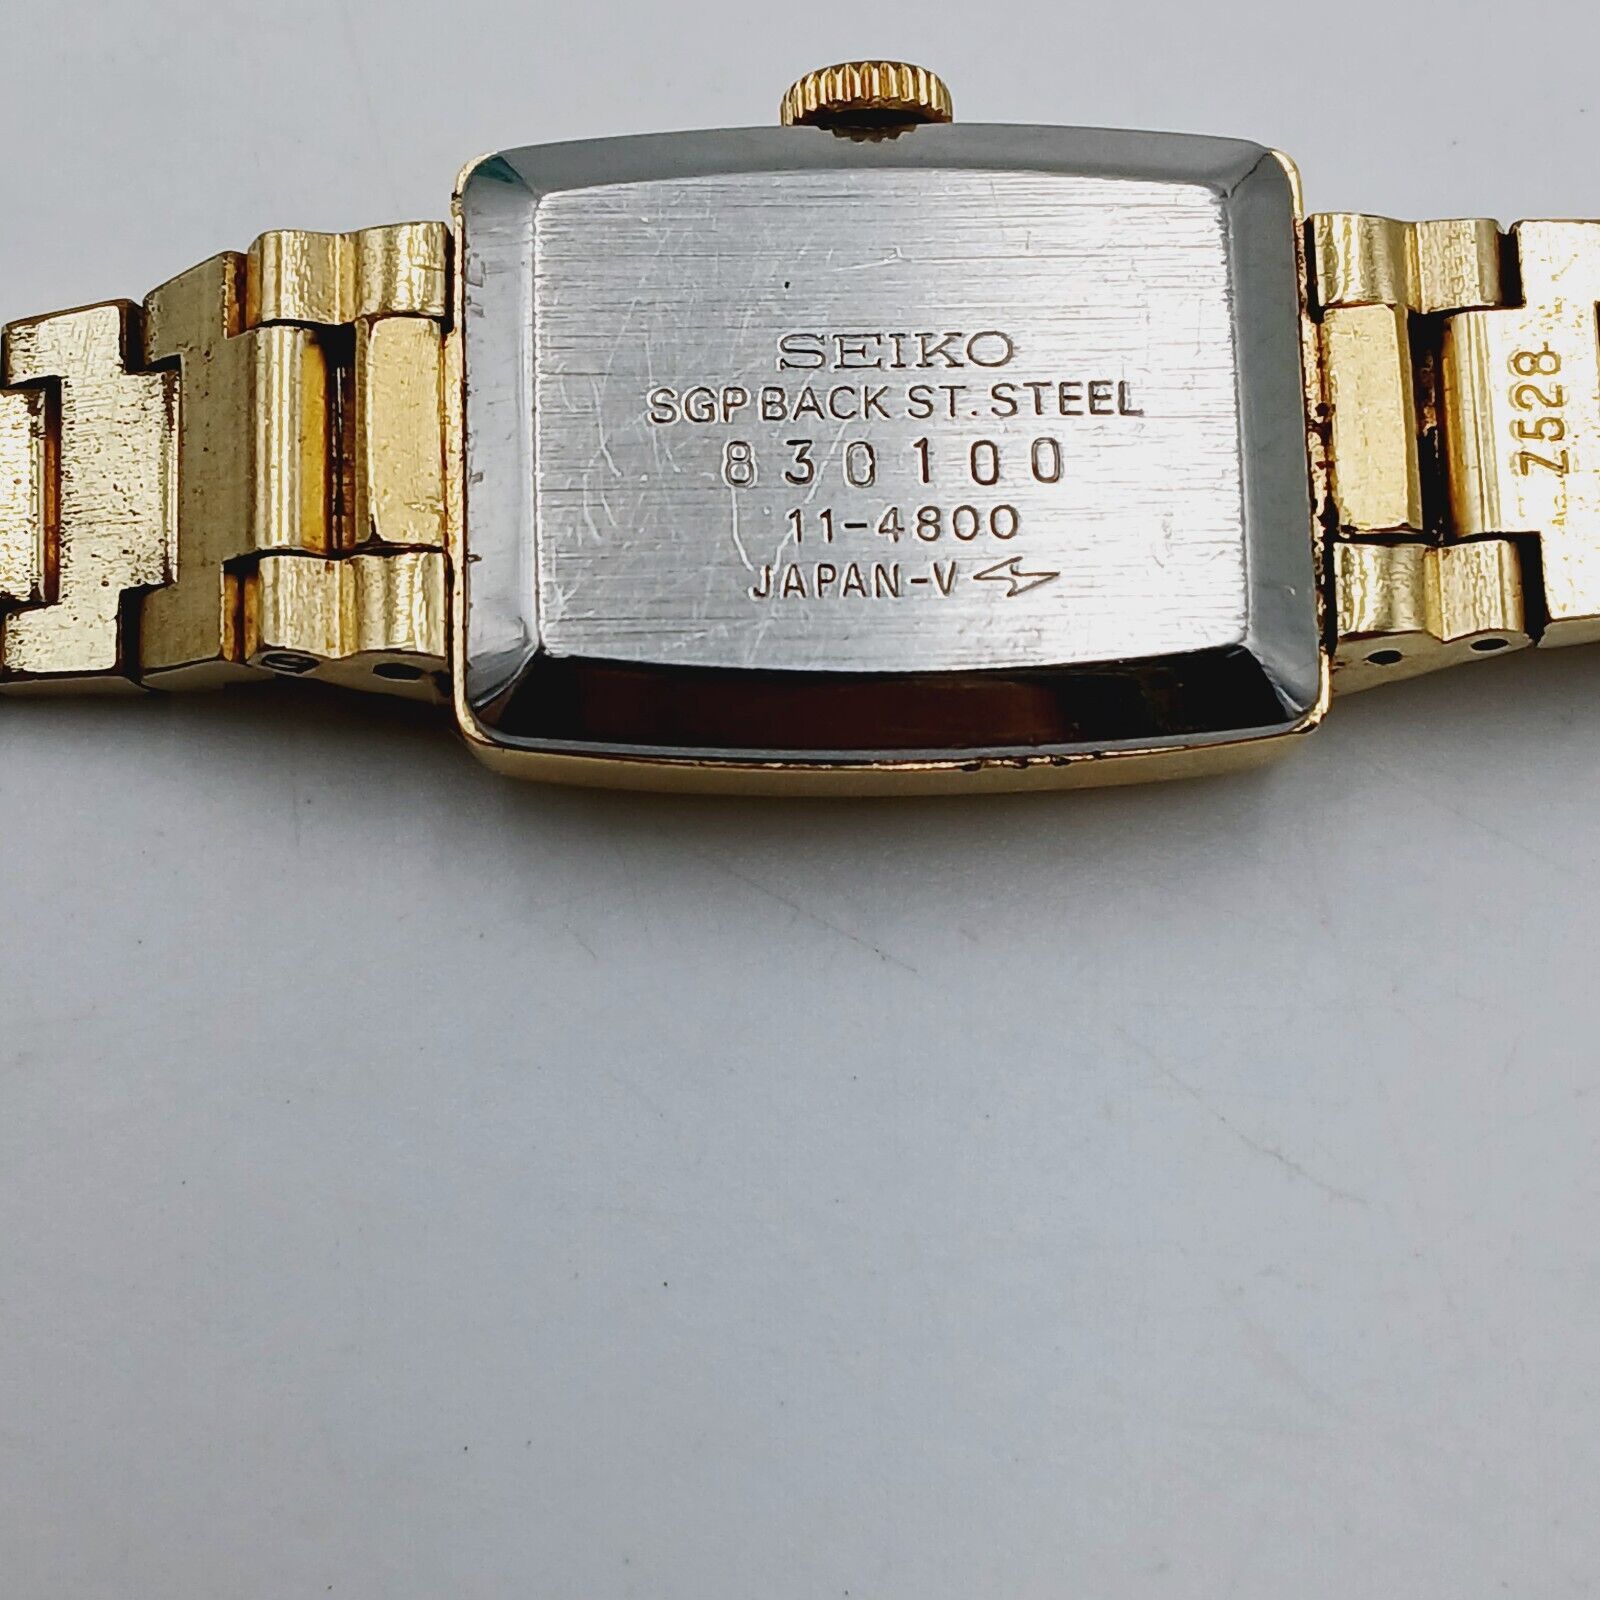 SEIKO
SGP BACK ST. STEEL
830100
11-4800
JAPAN-V
Z528